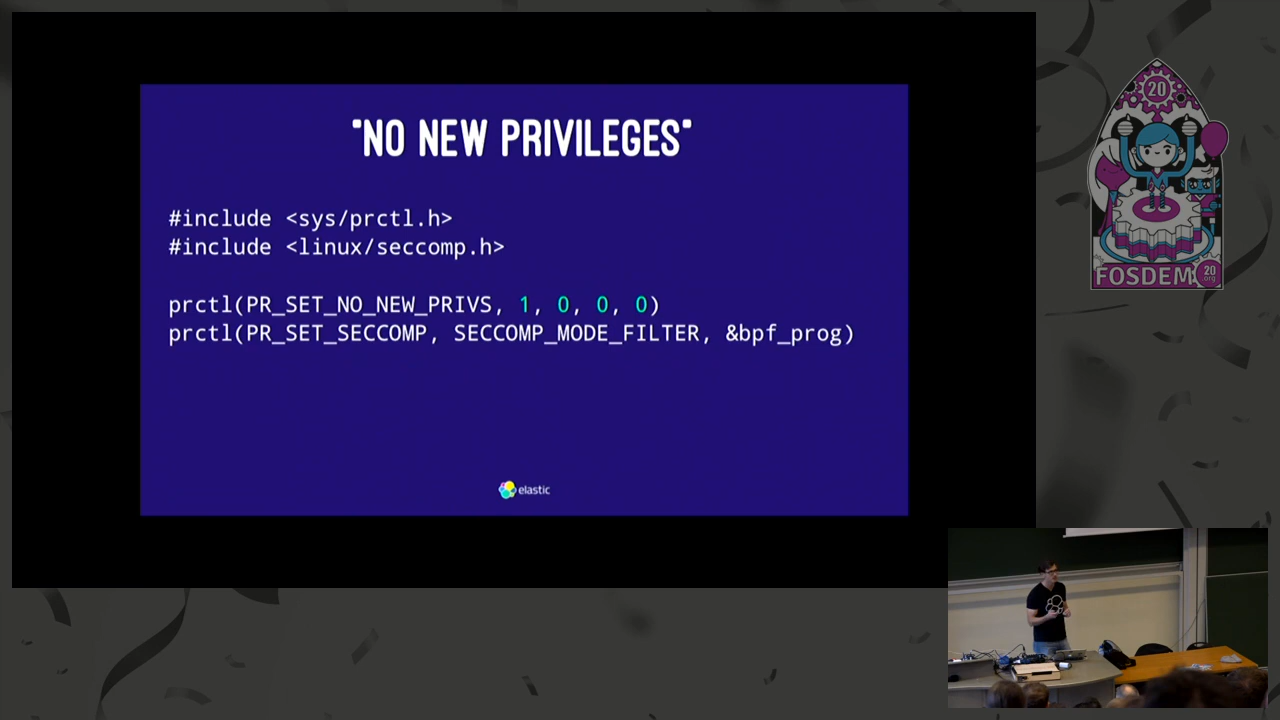 "NO NEW PRIVILEGES"
#include <sys/prctl.h>
#include <linux/seccomp.h>
prctl(PR_SET_NO_NEW_PRIVS, 1, 0, 0, 0)
prctl(PR_SET_SECCOMP, SECCOMP_MODE_FILTER, &bpf_prog)
elastic
20
FOSDEM 20
.org